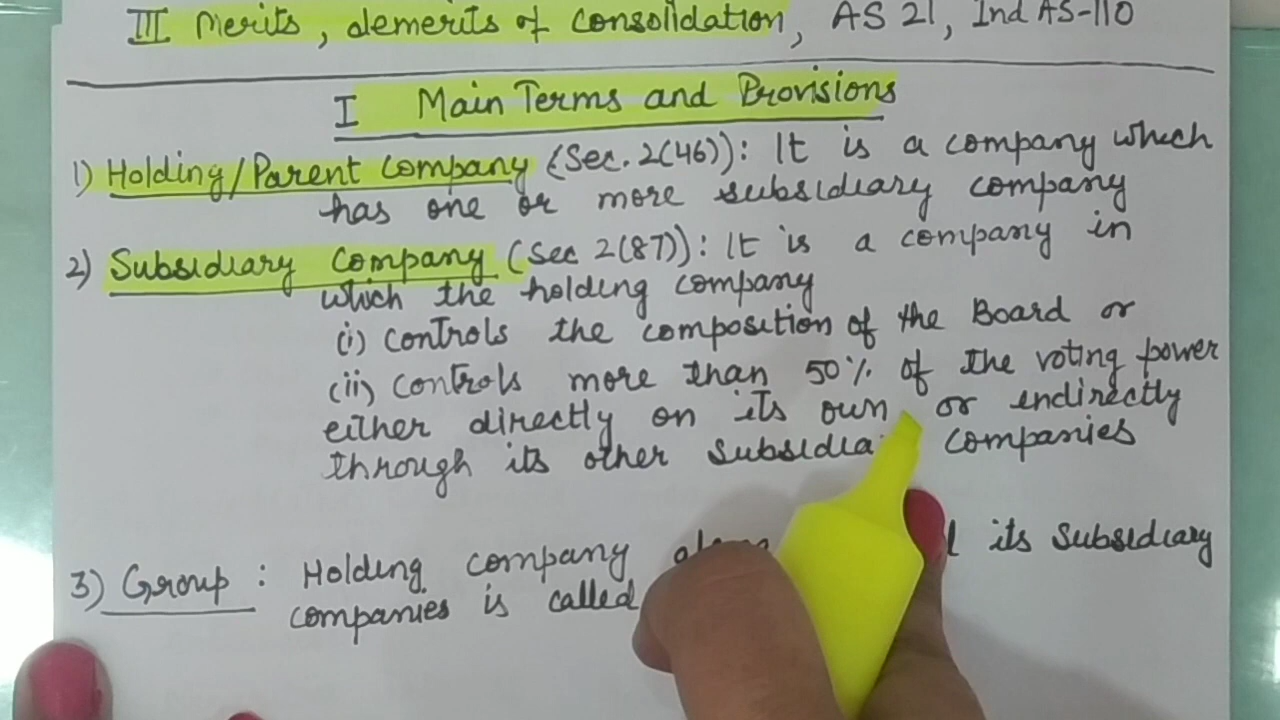 III Merits, demerits of consolidation, AS 21, Ind AS-110
I Main Terms and Provisions
1) Holding/Parent Company (Sec. 2(46)): It is a company which
has one or more subsidiary company
2) Subsidiary Company (Sec 2(87)): It is a company in
which the holding company
(i) controls the composition of the Board or
(ii) controls more than 50% of the voting power
either directly on its own or indirectly
through its other Subsidia companies
3) Group : Holding company its Subsidiary
companies is called